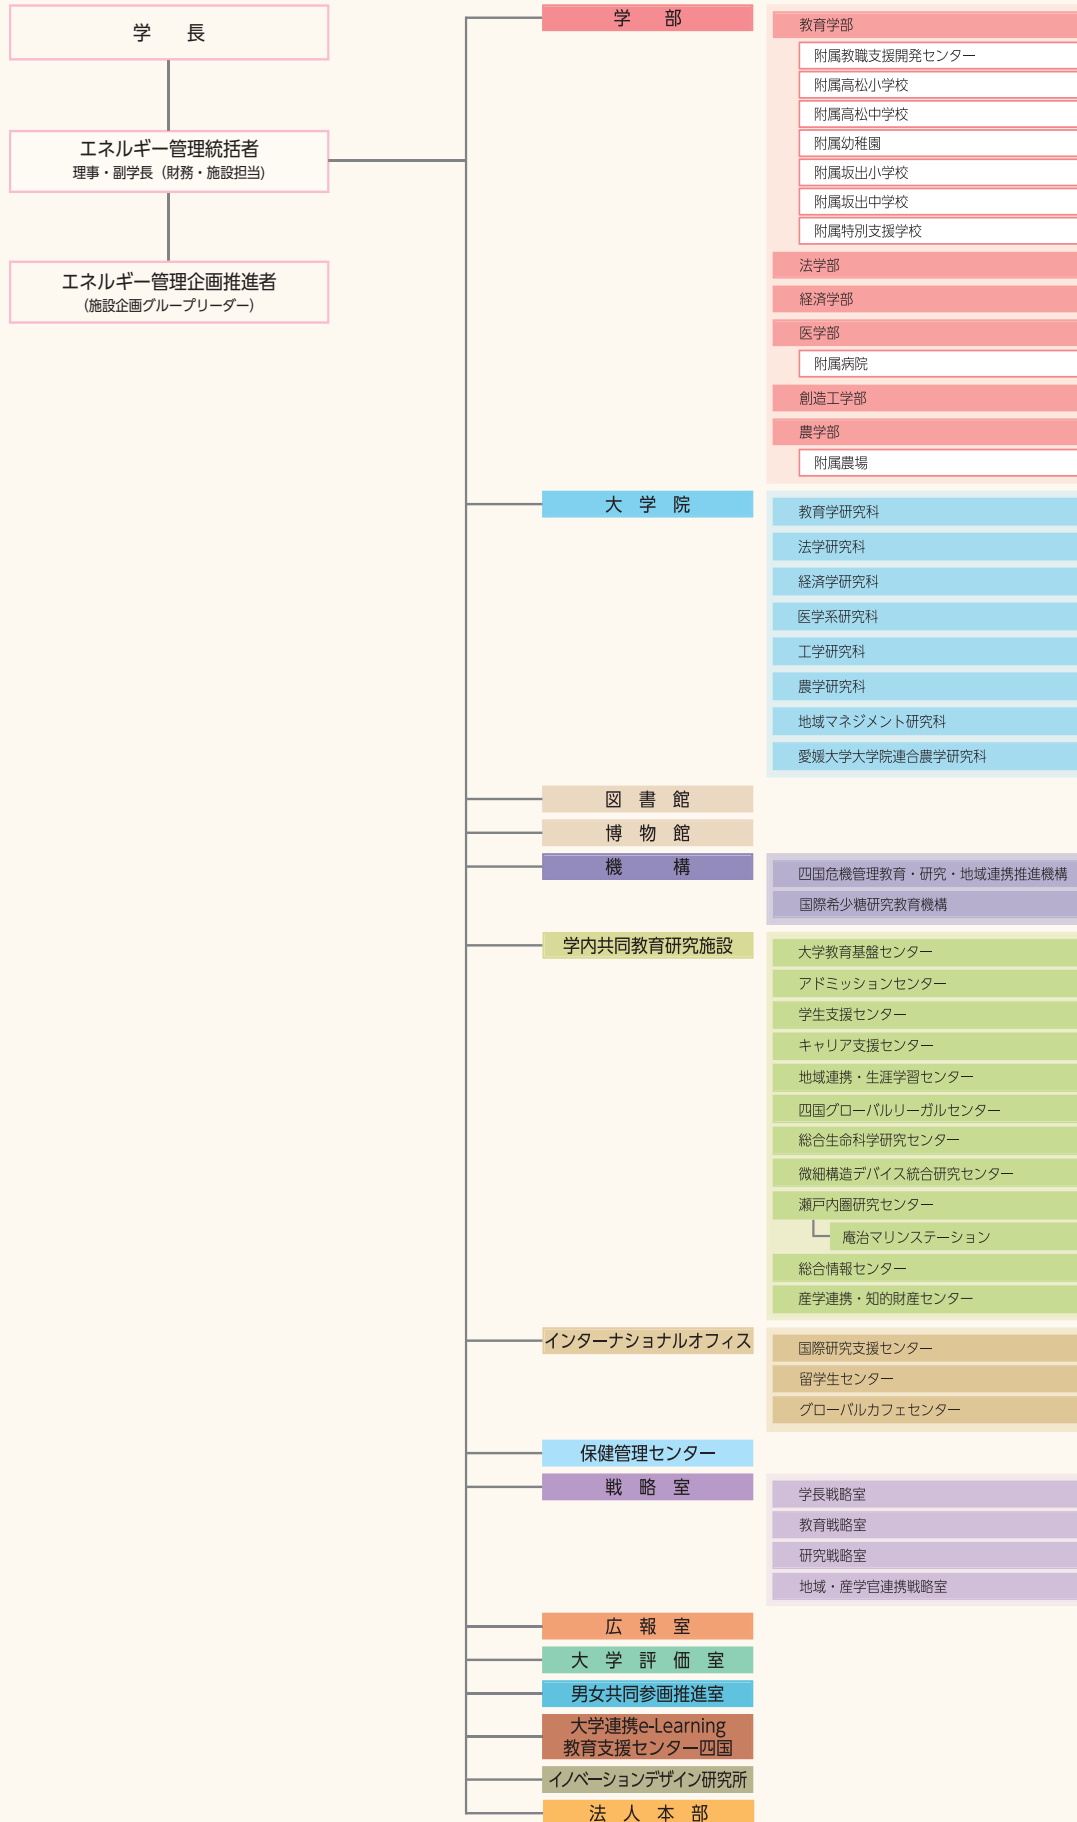 学　長
エネルギー管理統括者
理事・副学長（財務・施設担当）
エネルギー管理企画推進者
（施設企画グループリーダー）
学　部
教育学部
附属教職支援開発センター
附属高松小学校
附属高松中学校
附属幼稚園
附属坂出小学校
附属坂出中学校
附属特別支援学校
法学部
経済学部
医学部
附属病院
創造工学部
農学部
附属農場
大　学　院
教育学研究科
法学研究科
経済学研究科
医学系研究科
工学研究科
農学研究科
地域マネジメント研究科
愛媛大学大学院連合農学研究科
図　書　館
博　物　館
機　構
四国危機管理教育・研究・地域連携推進機構
国際希少糖研究教育機構
学内共同教育研究施設
大学教育基盤センター
アドミッションセンター
学生支援センター
キャリア支援センター
地域連携・生涯学習センター
四国グローバルリーガルセンター
総合生命科学研究センター
微細構造デバイス統合研究センター
瀬戸内圏研究センター
庵治マリンステーション
総合情報センター
産学連携・知的財産センター
インターナショナルオフィス
国際研究支援センター
留学生センター
グローバルカフェセンター
保健管理センター
戦　略　室
学長戦略室
教育戦略室
研究戦略室
地域・産学官連携戦略室
広　報　室
大　学　評　価　室
男女共同参画推進室
大学連携e-Learning
教育支援センター四国
イノベーションデザイン研究所
法　人　本　部